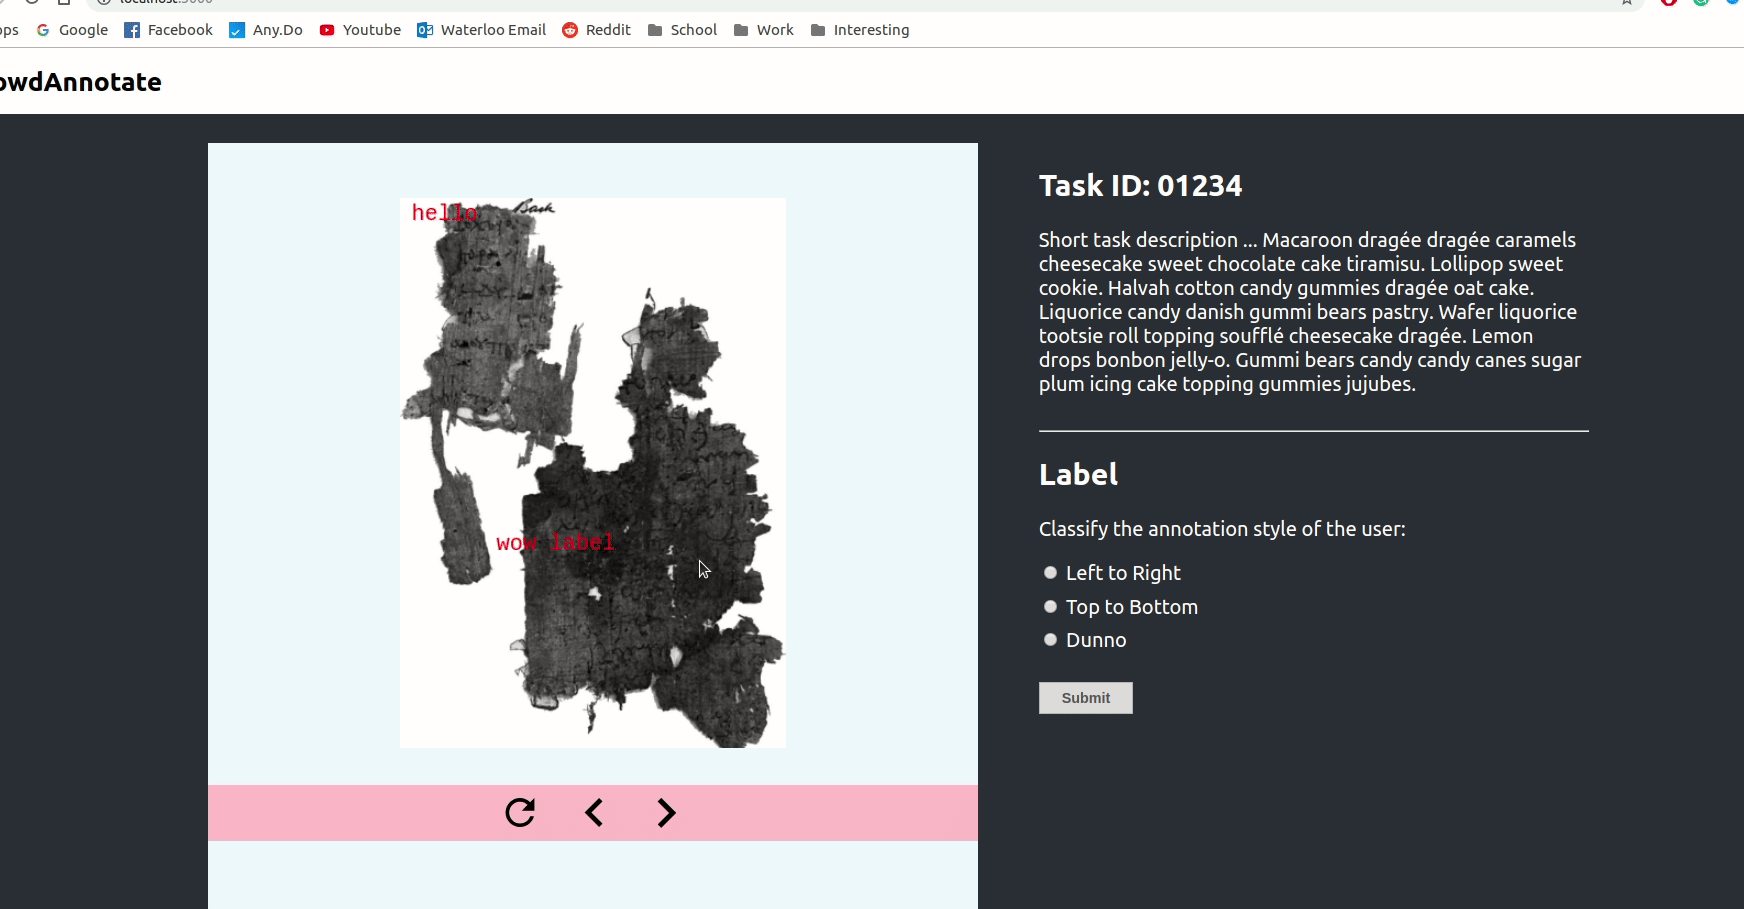 ps Google Facebook Any.Do Youtube Waterloo Email Reddit School Work Interesting
owdAnnotate
hello
Back
wow label
Task ID: 01234
Short task description ... Macaroon dragée dragée caramels
cheesecake sweet chocolate cake tiramisu. Lollipop sweet
cookie. Halvah cotton candy gummies dragée oat cake.
Liquorice candy danish gummi bears pastry. Wafer liquorice
tootsie roll topping soufflé cheesecake dragée. Lemon
drops bonbon jelly-o. Gummi bears candy candy canes sugar
plum icing cake topping gummies jujubes.
Label
Classify the annotation style of the user:
Left to Right
Top to Bottom
Dunno
Submit